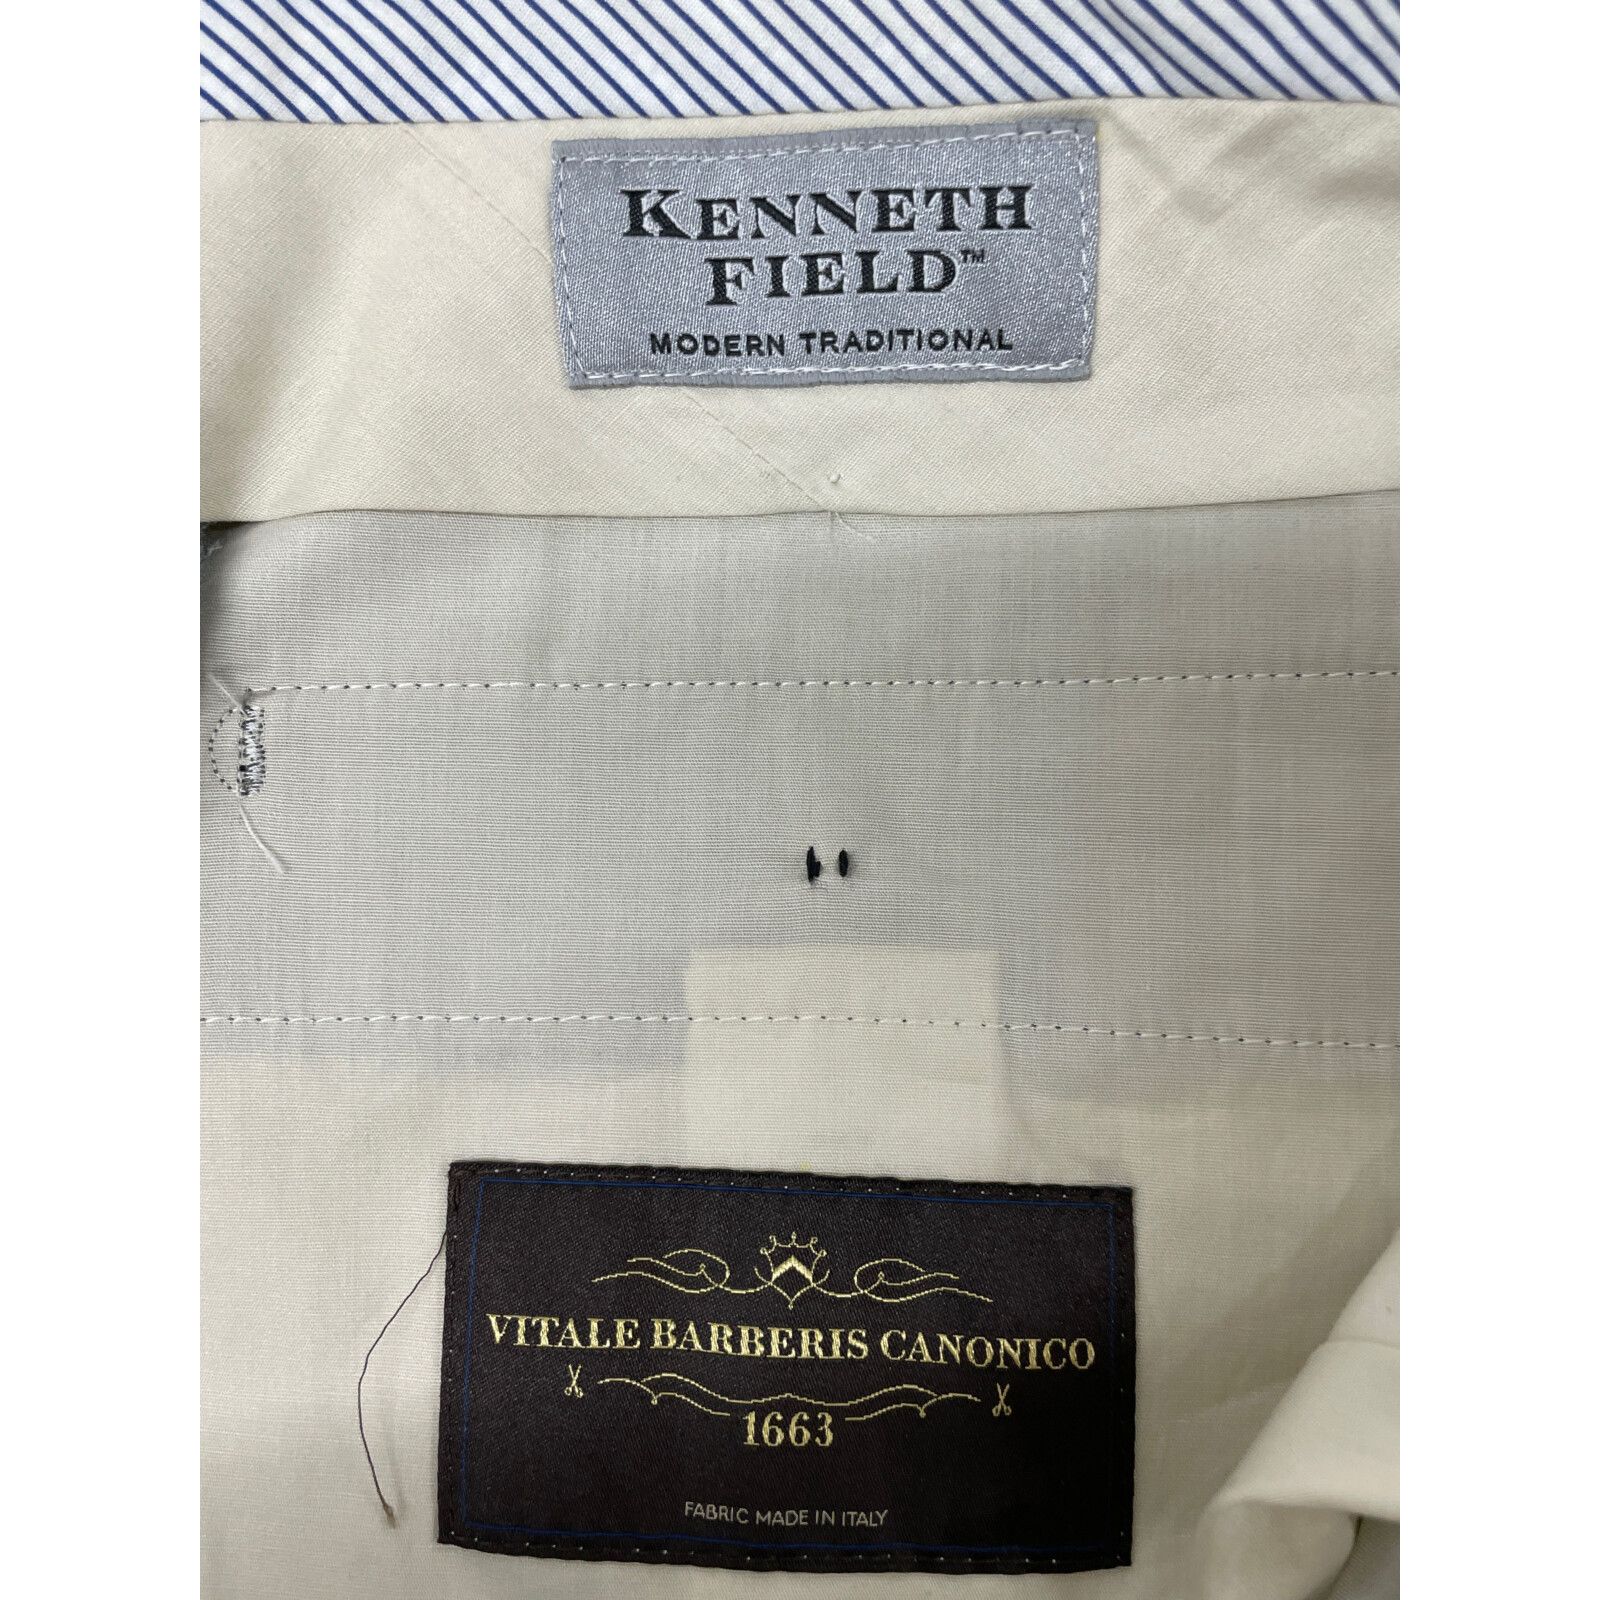 KENNETH
FIELD™
MODERN TRADITIONAL
VITALE BARBERIS CANONICO
1663
FABRIC MADE IN ITALY